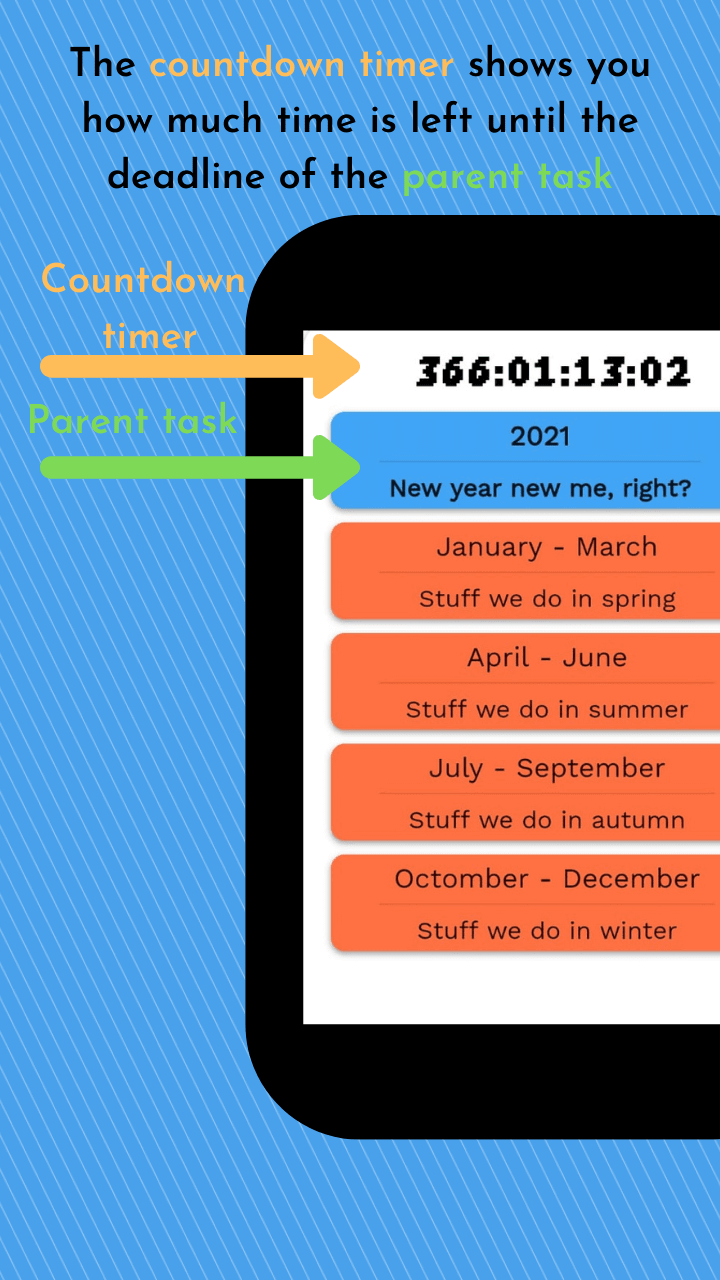 The countdown timer shows you
how much time is left until the
deadline of the parent task
Countdown
timer
366:01:13:02
Parent task
2021
New year new me, right?
January - March
Stuff we do in spring
April - June
Stuff we do in summer
July - September
Stuff we do in autumn
Octomber - December
Stuff we do in winter